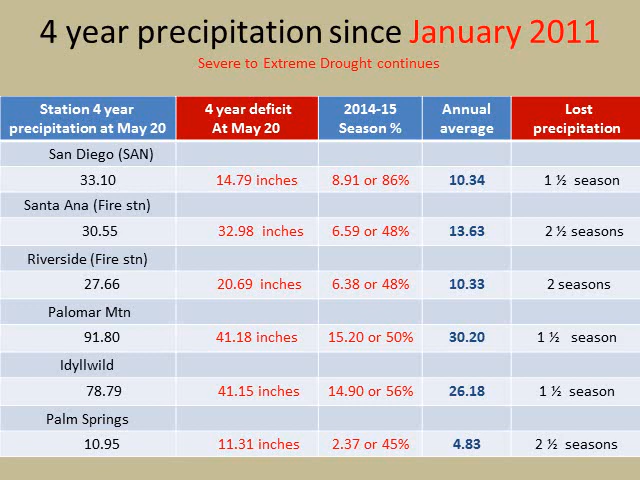 4 year precipitation since January 2011
Severe to Extreme Drought continues
Station 4 year precipitation at May 20 | 4 year deficit At May 20 | 2014-15 Season % | Annual average | Lost precipitation
San Diego (SAN)
33.10 | 14.79 inches | 8.91 or 86% | 10.34 | 1 ½ season
Santa Ana (Fire stn)
30.55 | 32.98 inches | 6.59 or 48% | 13.63 | 2 ½ seasons
Riverside (Fire stn)
27.66 | 20.69 inches | 6.38 or 48% | 10.33 | 2 seasons
Palomar Mtn
91.80 | 41.18 inches | 15.20 or 50% | 30.20 | 1 ½ season
Idyllwild
78.79 | 41.15 inches | 14.90 or 56% | 26.18 | 1 ½ season
Palm Springs
10.95 | 11.31 inches | 2.37 or 45% | 4.83 | 2 ½ seasons